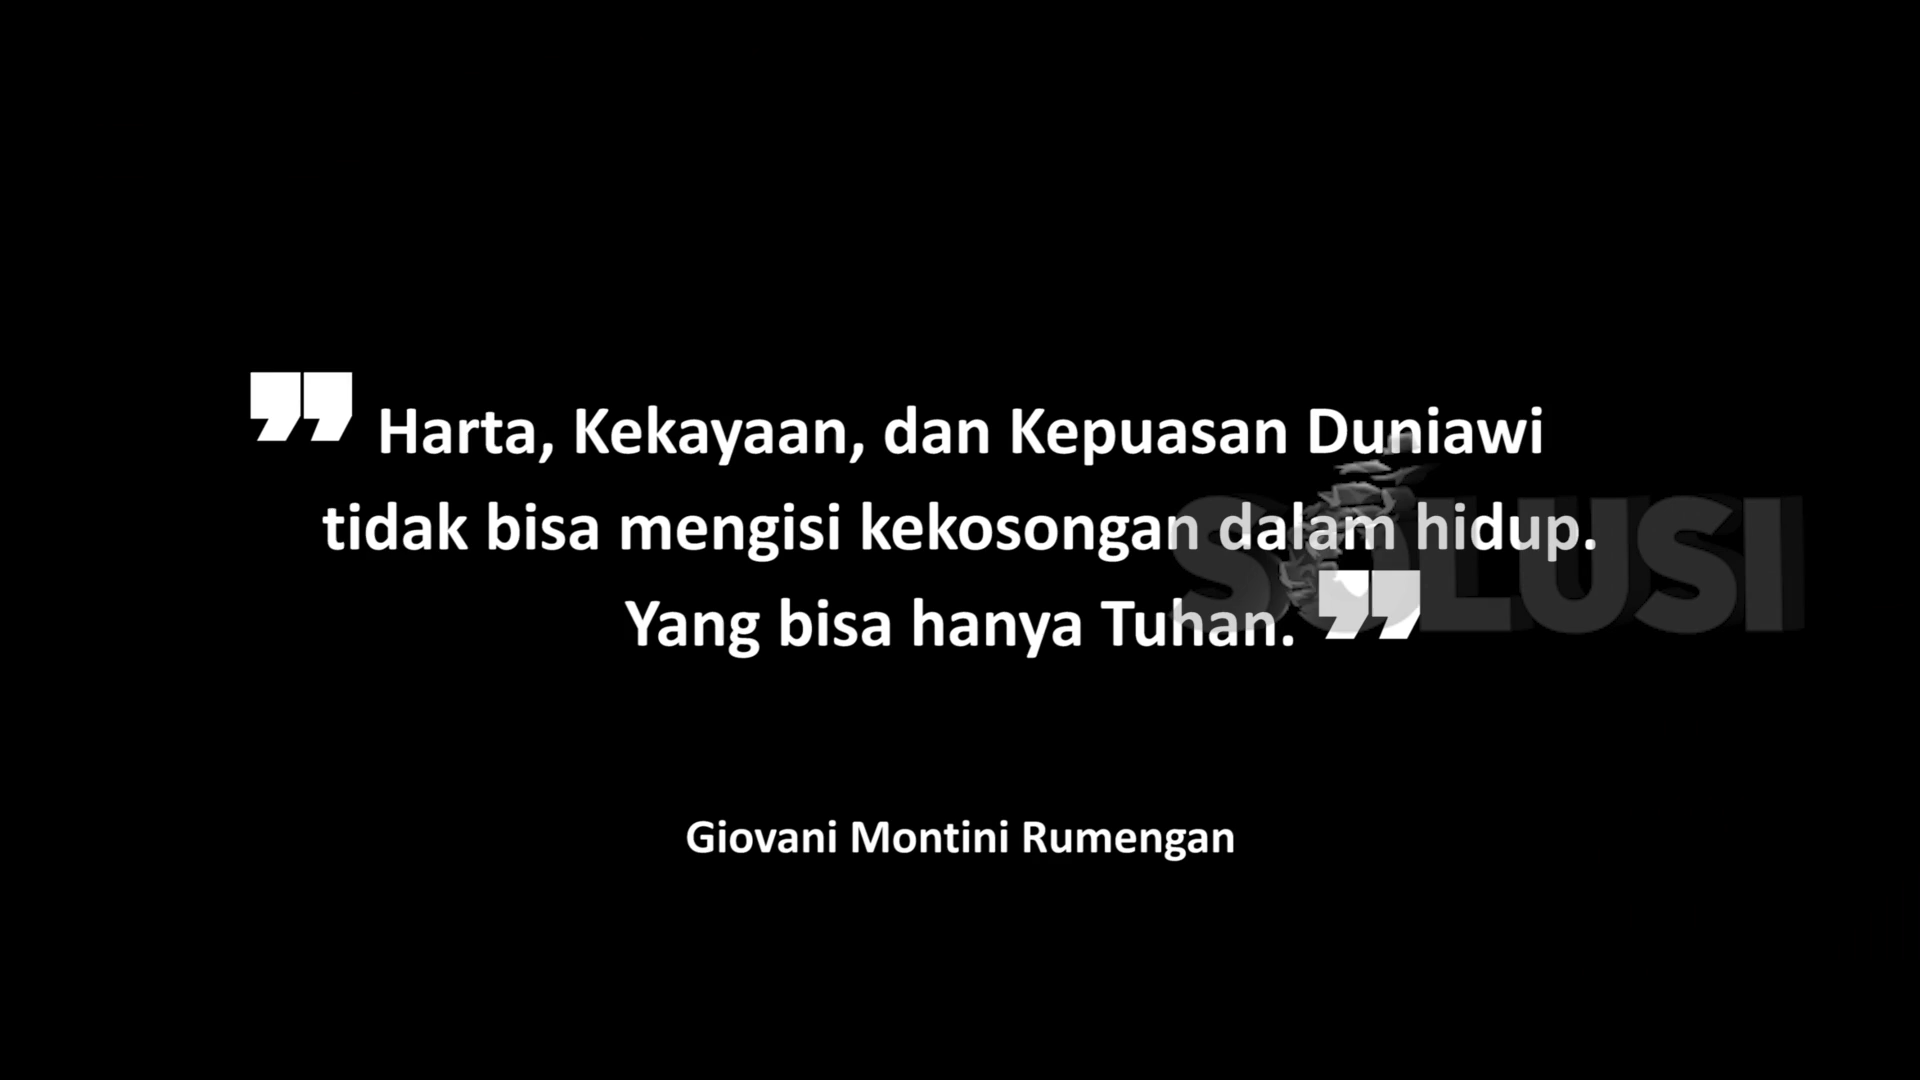 ” Harta, Kekayaan, dan Kepuasan Duniawi
tidak bisa mengisi kekosongan dalam hidup.
Yang bisa hanya Tuhan. ”
SOLUSI
Giovani Montini Rumengan